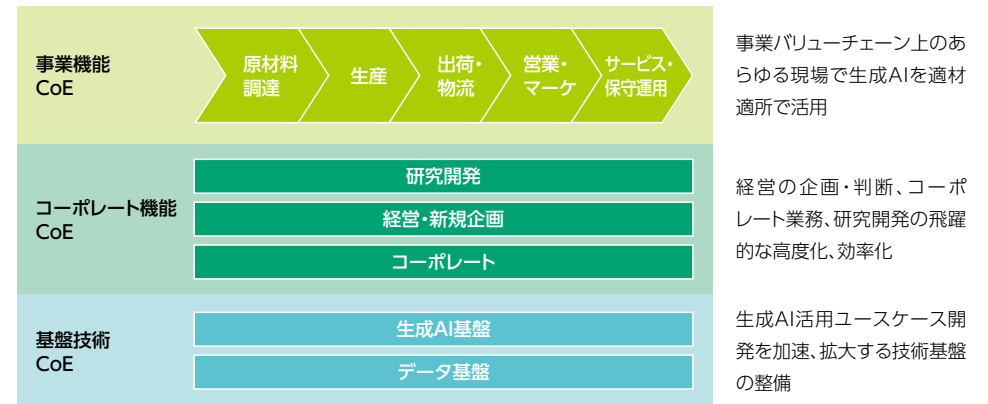 事業機能
CoE
原材料
調達
生産
出荷・
物流
営業・
マーケ
サービス・
保守運用
事業バリューチェーン上のあ
らゆる現場で生成AIを適材
適所で活用
コーポレート機能
CoE
研究開発
経営・新規企画
コーポレート
経営の企画・判断、コーポ
レート業務、研究開発の飛躍
的な高度化、効率化
基盤技術
CoE
生成AI基盤
データ基盤
生成AI活用ユースケース開
発を加速、拡大する技術基盤
の整備